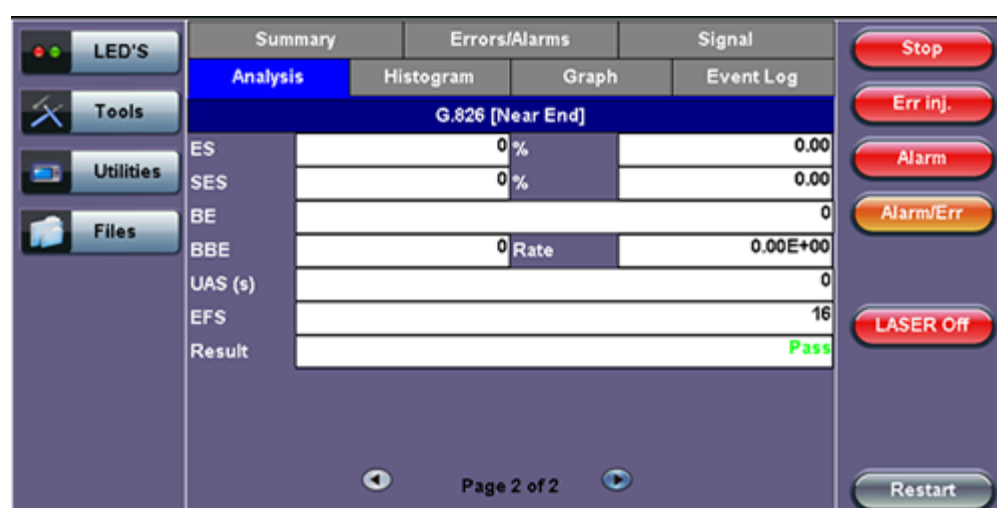 LED'S
Tools
Utilities
Files
Summary Errors/Alarms Signal
Analysis Histogram Graph Event Log
G.826 [Near End]
ES 0 % 0.00
SES 0 % 0.00
BE 0
BBE 0 Rate 0.00E+00
UAS (s) 0
EFS 16
Result Pass
Page 2 of 2
Stop
Err inj.
Alarm
Alarm/Err
LASER Off
Restart